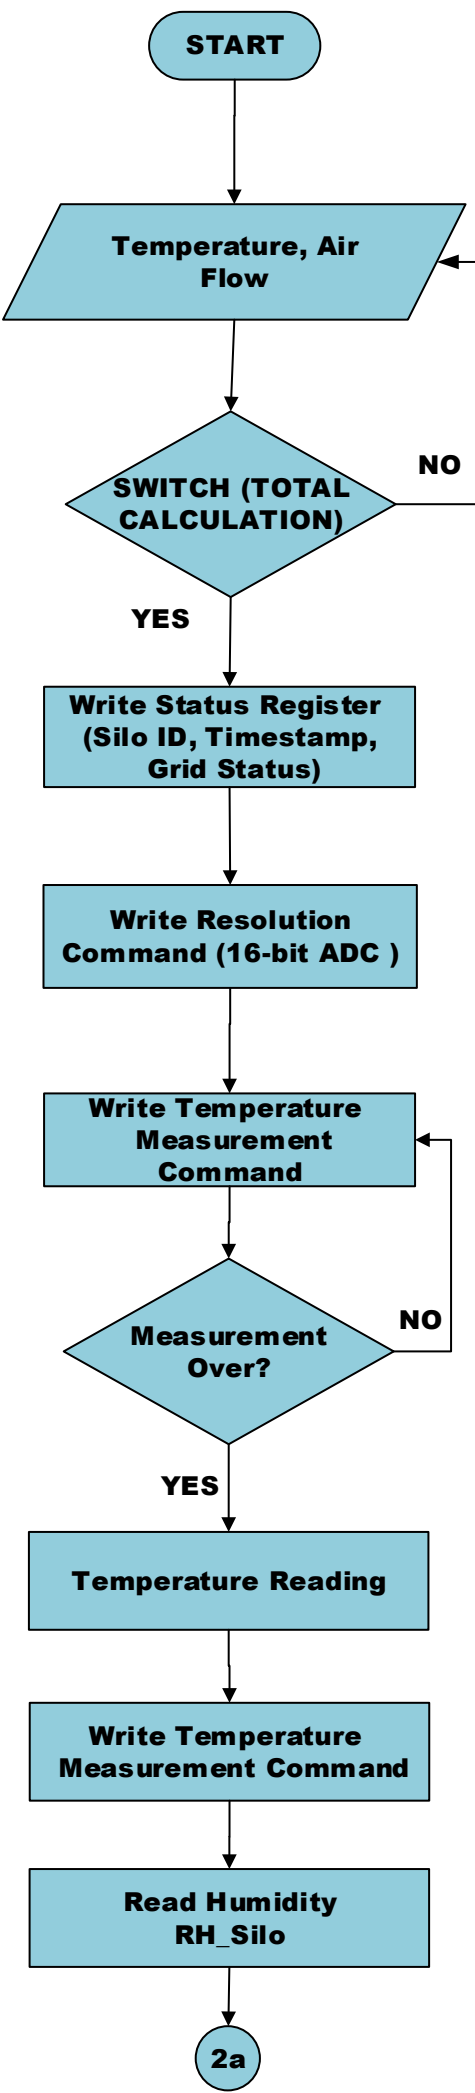 START
Temperature, Air
Flow
NO
SWITCH (TOTAL
CALCULATION)
YES
Write Status Register
(Silo ID, Timestamp,
Grid Status)
Write Resolution
Command (16-bit ADC )
Write Temperature
Measurement
Command
NO
Measurement
Over?
YES
Temperature Reading
Write Temperature
Measurement Command
Read Humidity
RH_Silo
2a